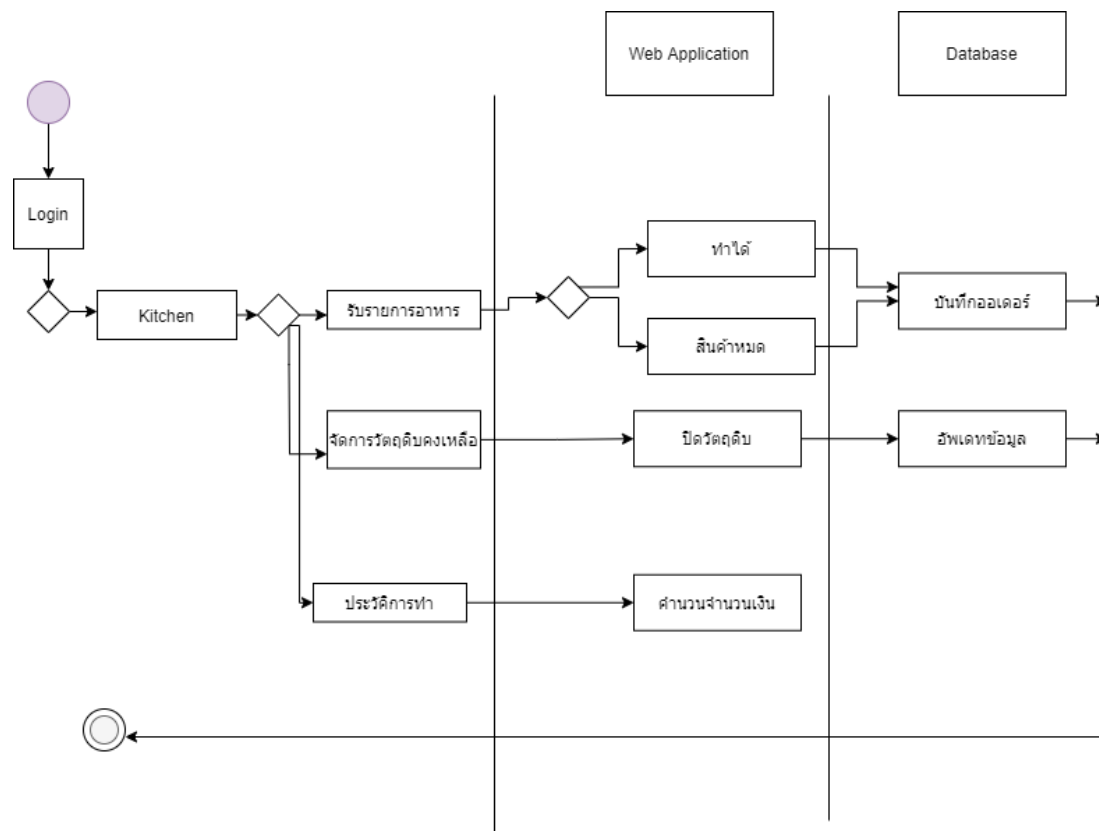 Web Application
Database
Login
Kitchen
รับรายการอาหาร
ทำได้
สินค้าหมด
บันทึกออเดอร์
จัดการวัตถุดิบคงเหลือ
ปิดวัตถุดิบ
อัพเดทข้อมูล
ประวัติการทำ
คำนวนจำนวนเงิน